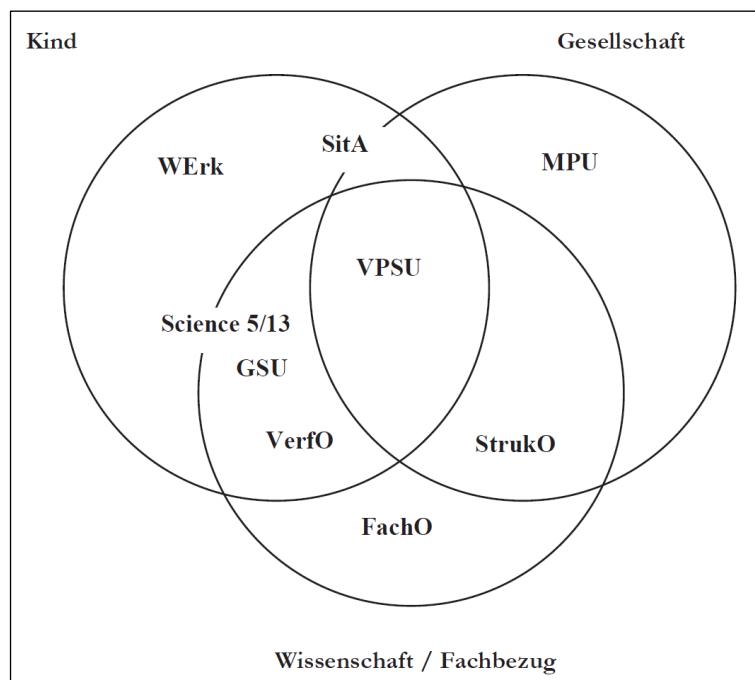 Kind
Gesellschaft
SitA
WErk
MPU
VPSU
Science 5/13
GSU
VerfO
StrukO
FachO
Wissenschaft / Fachbezug